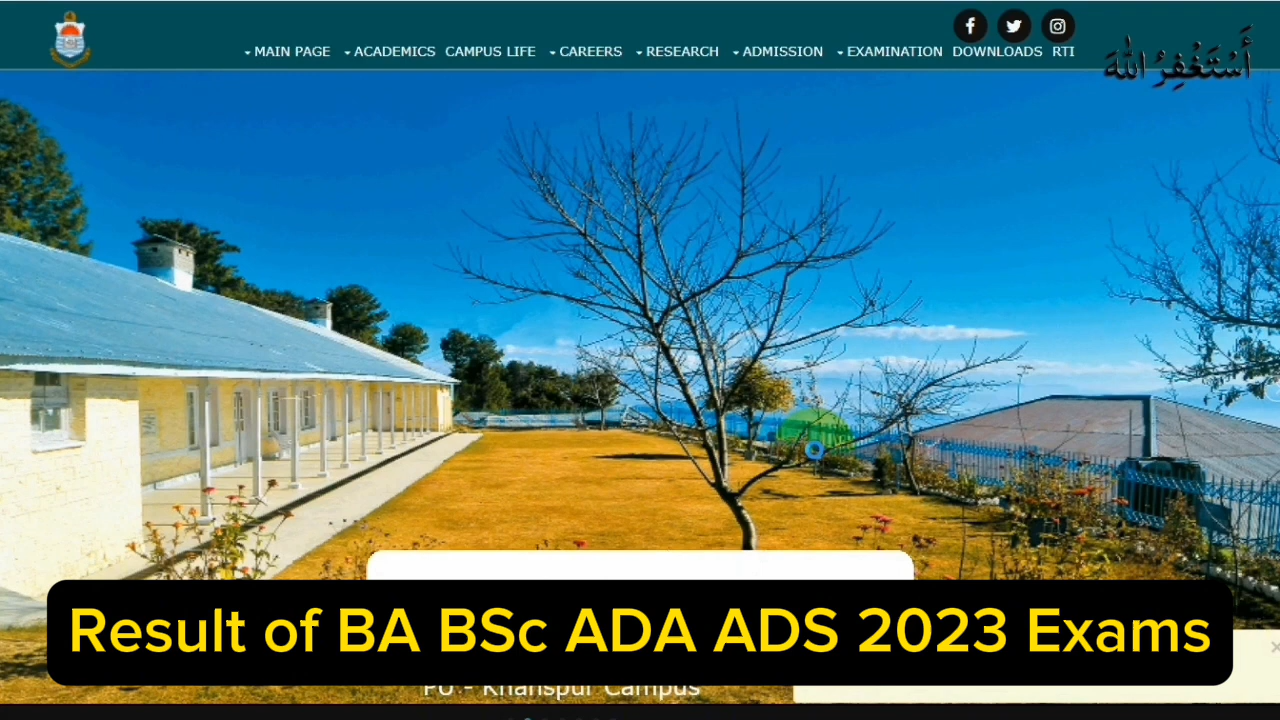 MAIN PAGE ACADEMICS CAMPUS LIFE CAREERS RESEARCH ADMISSION EXAMINATION DOWNLOADS RTI
أَسْتَغْفِرُ اللهَ
Result of BA BSc ADA ADS 2023 Exams
PU - Khanspur Campus